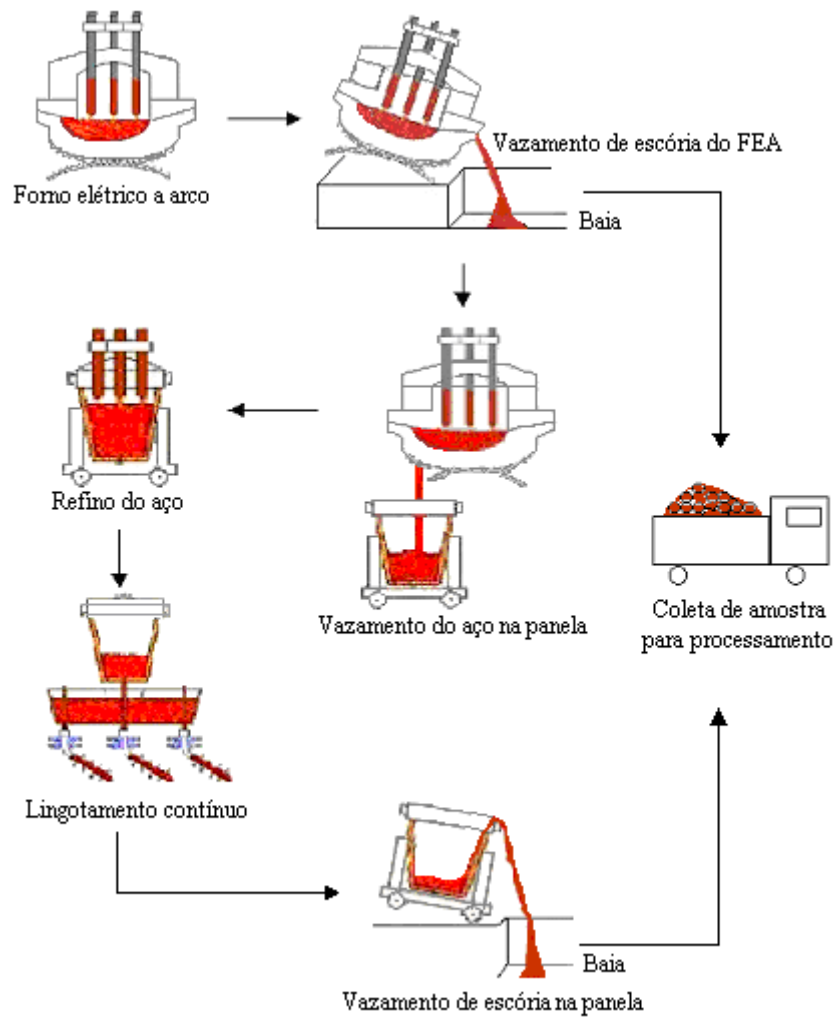 Forno elétrico a arco
Vazamento de escória do FEA
Baia
Refino do aço
Vazamento do aço na panela
Coleta de amostra
para processamento
Lingotamento contínuo
Baia
Vazamento de escória na panela